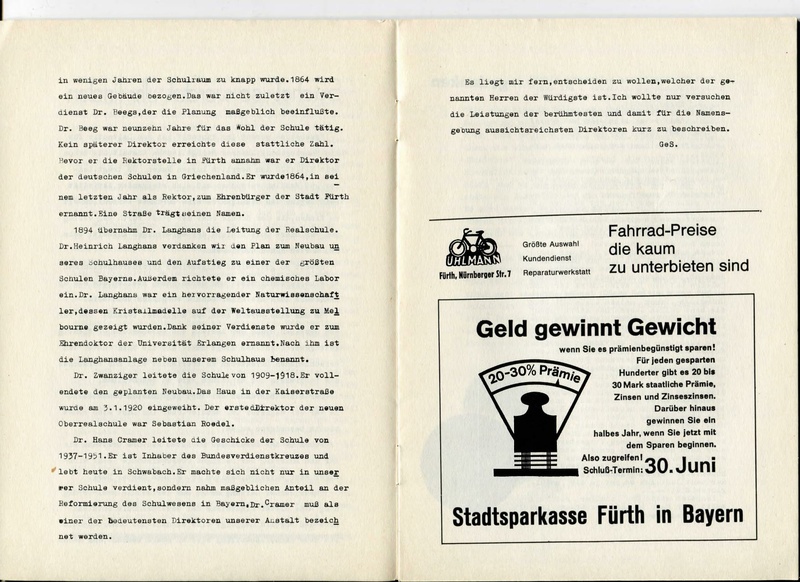 in wenigen Jahren der Schulraum zu knapp wurde.1864 wird
ein neues Gebäude bezogen.Das war nicht zuletzt ein Ver-
dienst Dr. Beegs,der die Planung maßgeblich beeinflußte.
Dr. Beeg war neunzehn Jahre für das Wohl der Schule tätig.
Kein späterer Direktor erreichte diese stattliche Zahl.
Bevor er die Rektorstelle in Fürth annahm war er Direktor
der deutschen Schulen in Griechenland.Er wurde1864,in sei
nem letzten Jahr als Rektor,zum Ehrenbürger der Stadt Fürth
ernannt.Eine Straße trägt seinen Namen.
1894 übernahm Dr. Langhans die Leitung der Realschule.
Dr.Heinrich Langhans verdanken wir den Plan zum Neubau un
seres Schulhauses und den Aufstieg zu einer der größten
Schulen Bayerns.Außerdem richtete er ein chemisches Labor
ein.Dr. Langhans war ein hervorragender Naturwissenschaft
ler,dessen Kristallmadelle auf der Weltausstellung zu Mel
bourne gezeigt wurden.Dank seiner Verdienste wurde er zum
Ehrendoktor der Universität Erlangen ernannt.Nach ihm ist
die Langhansanlage neben unserem Schulhaus benannt.
Dr. Zwanziger leitete die Schule von 1909-1918.Er voll-
endete den geplanten Neubau.Das Haus in der Kaiserstraße
wurde am 3.1.1920 eingeweiht. Der ersteDirektor der neuen
Oberrealschule war Sebastian Roedel.
Dr. Hans Cramer leitete die Geschicke der Schule von
1937-1951.Er ist Inhaber des Bundesverdienstkreuzes und
lebt heute in Schwabach.Er machte sich nicht nur in unser
rer Schule verdient,sondern nahm maßgeblichen Anteil an der
Reformierung des Schulwesens in Bayern,Dr.Cramer muß als
einer der bedeutensten Direktoren unserer Anstalt bezeich
net werden.
Es liegt mir fern,entscheiden zu wollen,welcher der ge-
nannten Herren der Würdigste ist.Ich wollte nur versuchen
die Leistungen der berühmtesten und damit für die Namens-
gebung aussichtsreichsten Direktoren kurz zu beschreiben.
GeS.
UHLMANN
Fürth, Nürnberger Str. 7
Größte Auswahl
Kundendienst
Reparaturwerkstatt
Fahrrad-Preise
die kaum
zu unterbieten sind
Geld gewinnt Gewicht
wenn Sie es prämienbegünstigt sparen!
Für jeden gesparten
Hunderter gibt es 20 bis
30 Mark staatliche Prämie,
Zinsen und Zinseszinsen.
Darüber hinaus
gewinnen Sie ein
halbes Jahr, wenn Sie jetzt mit
dem Sparen beginnen.
Also zugreifen!
Schluß-Termin: 30. Juni
20-30% Prämie
Stadtsparkasse Fürth in Bayern